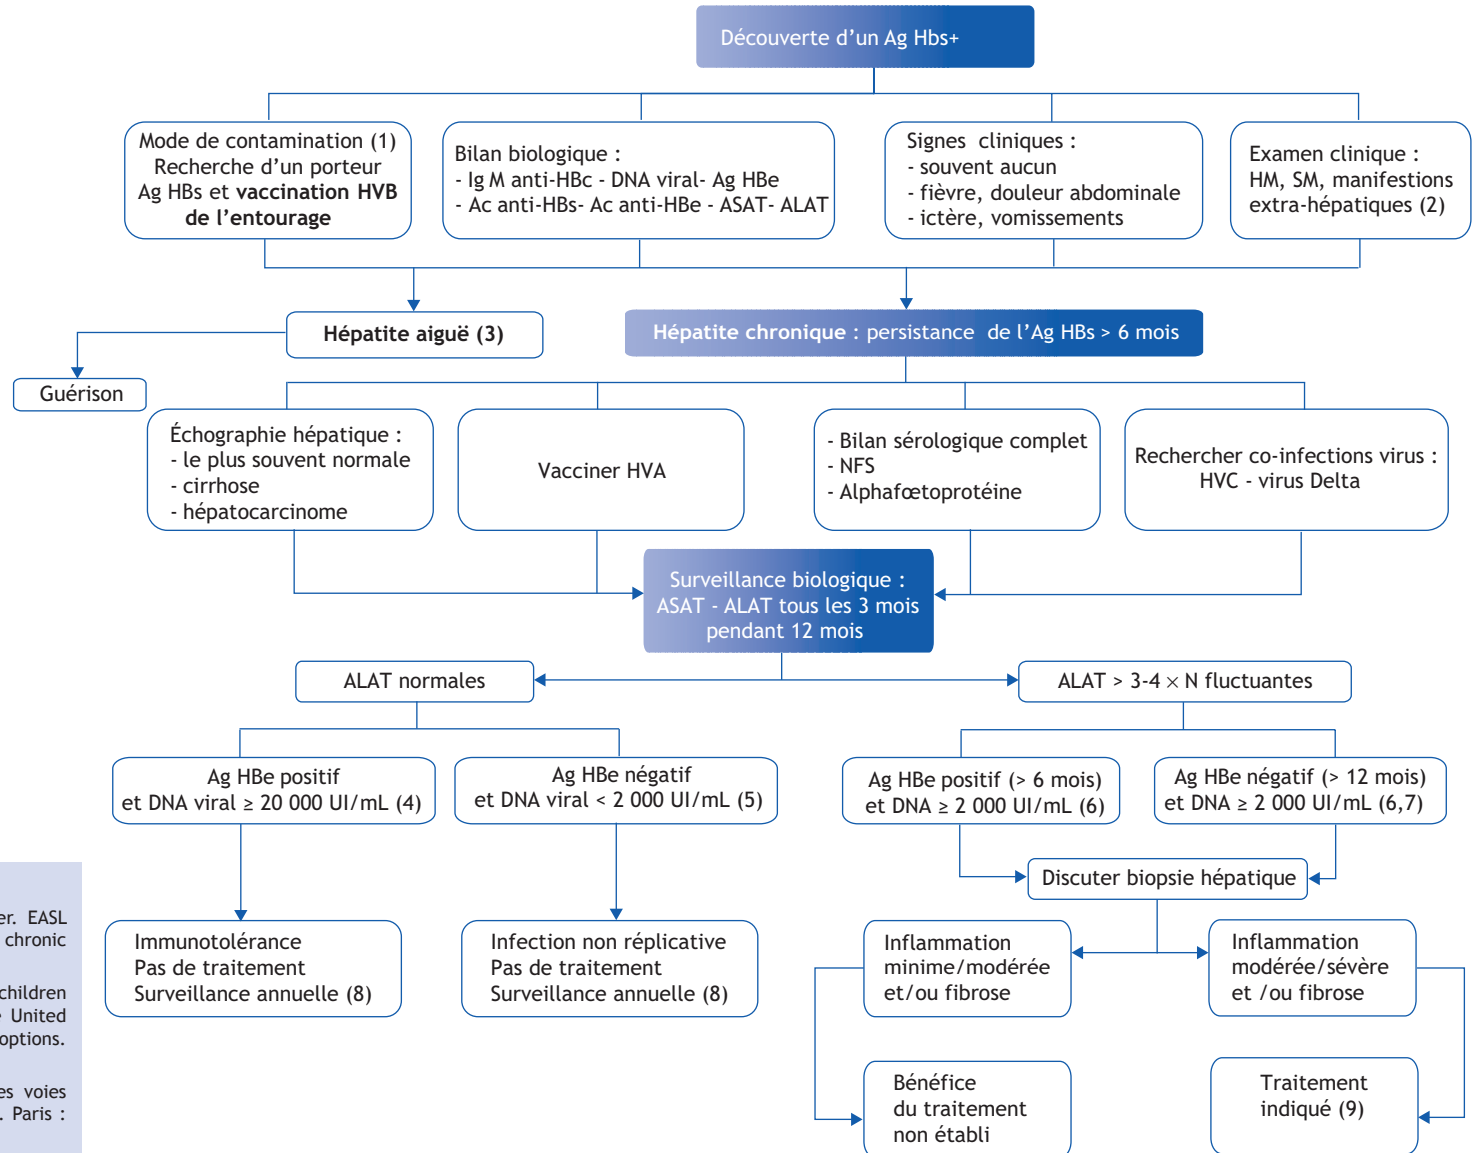 Découverte d'un Ag Hbs+
Mode de contamination (1)
Recherche d'un porteur
Ag HBs et vaccination HVB
de l'entourage
Bilan biologique :
- Ig M anti-HBc - DNA viral- Ag HBe
- Ac anti-HBs- Ac anti-HBe - ASAT- ALAT
Signes cliniques :
- souvent aucun
- fièvre, douleur abdominale
- ictère, vomissements
Examen clinique :
HM, SM, manifestions
extra-hépatiques (2)
Hépatite aiguë (3)
Hépatite chronique : persistance de l'Ag HBs > 6 mois
Guérison
Échographie hépatique :
- le plus souvent normale
- cirrhose
- hépatocarcinome
Vacciner HVA
- Bilan sérologique complet
- NFS
- Alphafœtoprotéine
Rechercher co-infections virus :
HVC - virus Delta
Surveillance biologique :
ASAT - ALAT tous les 3 mois
pendant 12 mois
ALAT normales
ALAT > 3-4 × N fluctuantes
Ag HBe positif
et DNA viral ≥ 20 000 UI/mL (4)
Ag HBe négatif
et DNA viral < 2 000 UI/mL (5)
Ag HBe positif (> 6 mois)
et DNA ≥ 2 000 UI/mL (6)
Ag HBe négatif (> 12 mois)
et DNA ≥ 2 000 UI/mL (6,7)
Discuter biopsie hépatique
Immunotolérance
Pas de traitement
Surveillance annuelle (8)
Infection non réplicative
Pas de traitement
Surveillance annuelle (8)
Inflammation
minime/modérée
et/ou fibrose
Inflammation
modérée/sévère
et /ou fibrose
Bénéfice
du traitement
non établi
Traitement
indiqué (9)
er. EASL
chronic
children
United
options.
es voies
. Paris :